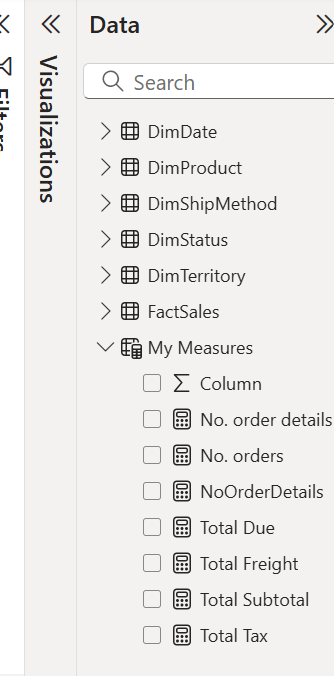 Filters
Visualizations
Data
Search
DimDate
DimProduct
DimShipMethod
DimStatus
DimTerritory
FactSales
My Measures
Column
No. order details
No. orders
NoOrderDetails
Total Due
Total Freight
Total Subtotal
Total Tax